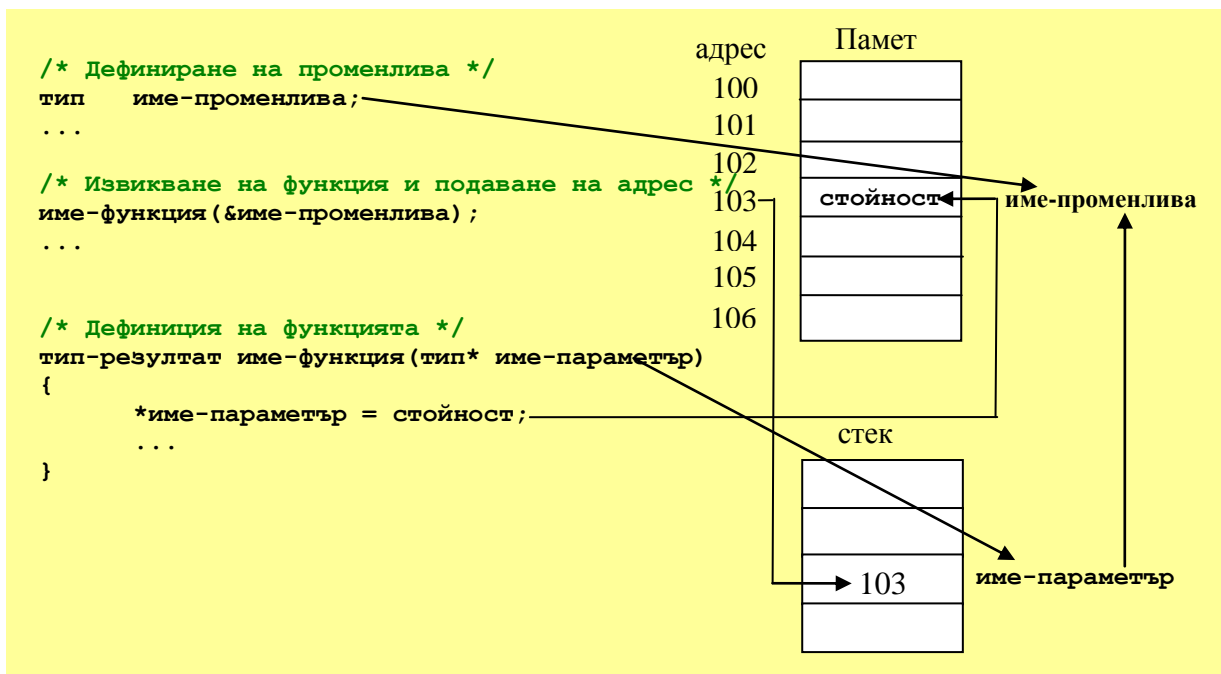 /* Дефиниране на променлива */
тип име-променлива;
...
/* Извикване на функция и подаване на адрес */
име-функция(&име-променлива);
...
/* Дефиниция на функцията */
тип-резултат име-функция(тип* име-параметър)
{
*име-параметър = стойност;
...
}
адрес
Памет
100
101
102
103
104
105
106
стойност
име-променлива
стек
103
име-параметър